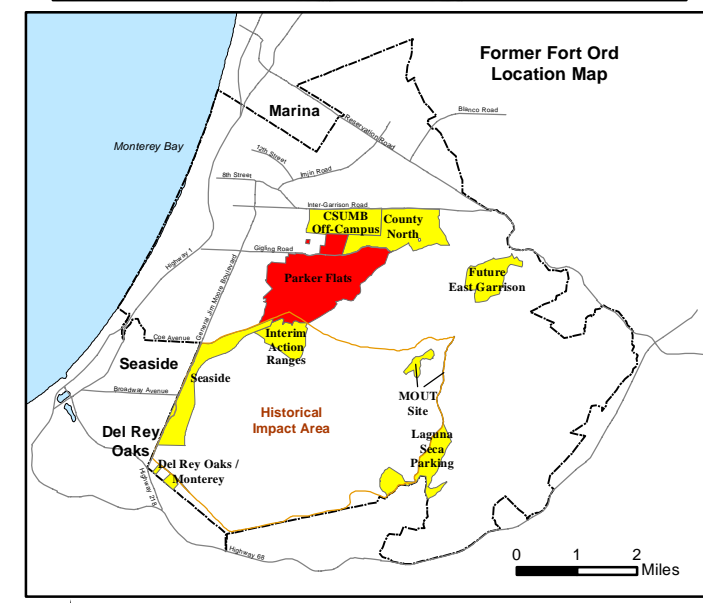 Former Fort Ord
Location Map
Marina
Blanco Road
Reservation Road
Monterey Bay
12th Street
Imjin Road
8th Street
Inter-Garrison Road
CSUMB
Off-Campus
County
North
Gigling Road
Highway 1
General Jim Moore Boulevard
Parker Flats
Future
East Garrison
Coe Avenue
Interim
Action
Ranges
Seaside
Seaside
Broadway Avenue
MOUT
Site
Historical
Impact Area
Del Rey
Oaks
Laguna
Seca
Parking
Del Rey Oaks /
Monterey
Highway 218
Highway 68
0 1 2
Miles